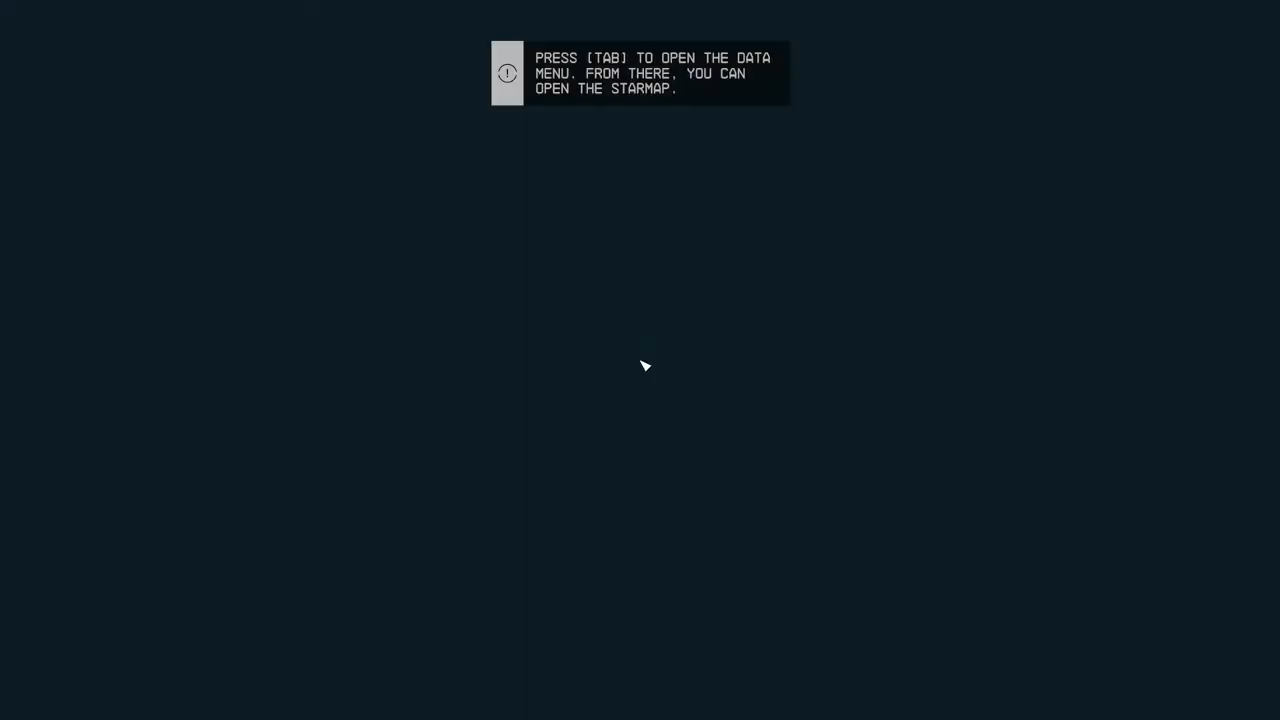 PRESS [TAB] TO OPEN THE DATA
MENU. FROM THERE, YOU CAN
OPEN THE STARMAP.